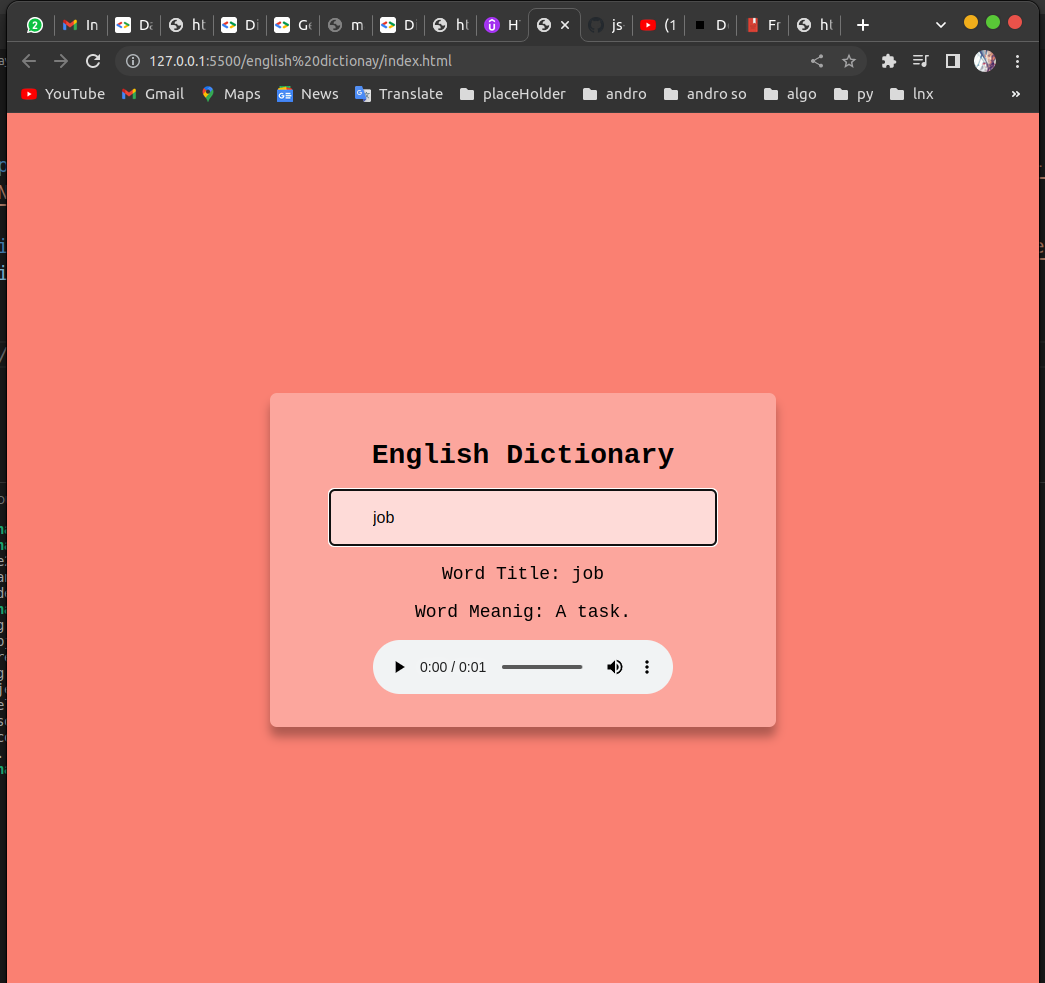 2 In Da ht Di Ge m Di ht H js (1 D Fr ht
127.0.0.1:5500/english%20dictionay/index.html
YouTube Gmail Maps News Translate placeHolder andro andro so algo py lnx »
English Dictionary
job
Word Title: job
Word Meanig: A task.
0:00 / 0:01